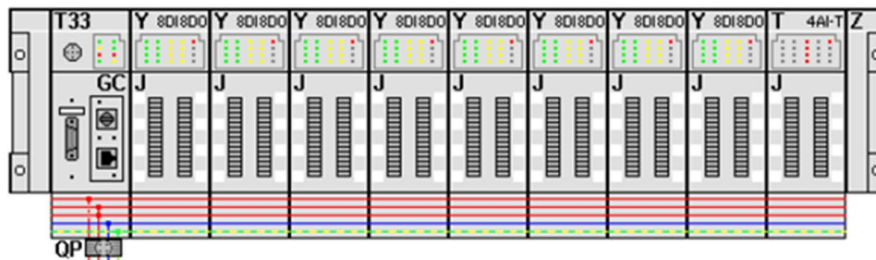 T33 Y 8DI8DO Y 8DI8DO Y 8DI8DO Y 8DI8DO Y 8DI8DO Y 8DI8DO Y 8DI8DO Y 8DI8DO T 4AI-T Z
GC J J J J J J J J J
QP